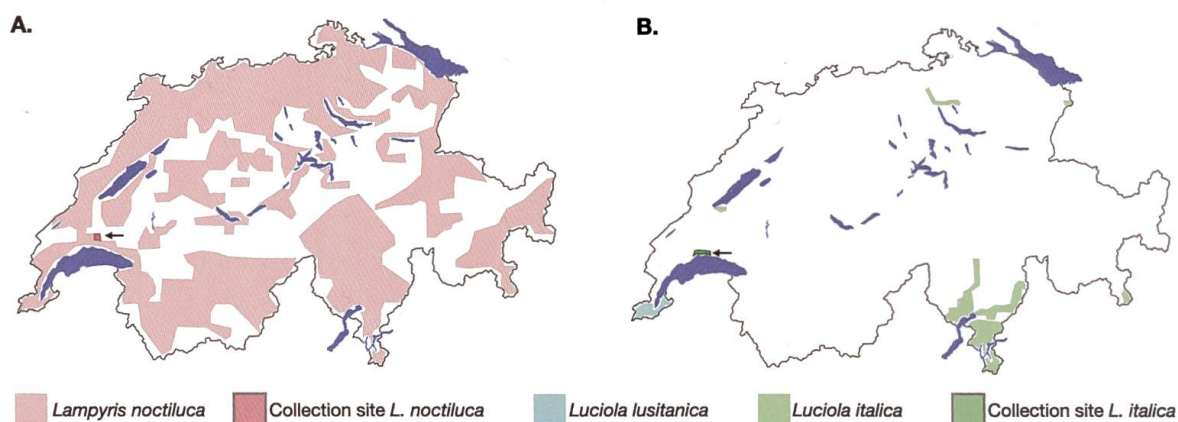 A.
B.
Lampyris noctiluca
Collection site L. noctiluca
Luciola lusitanica
Luciola italica
Collection site L. italica